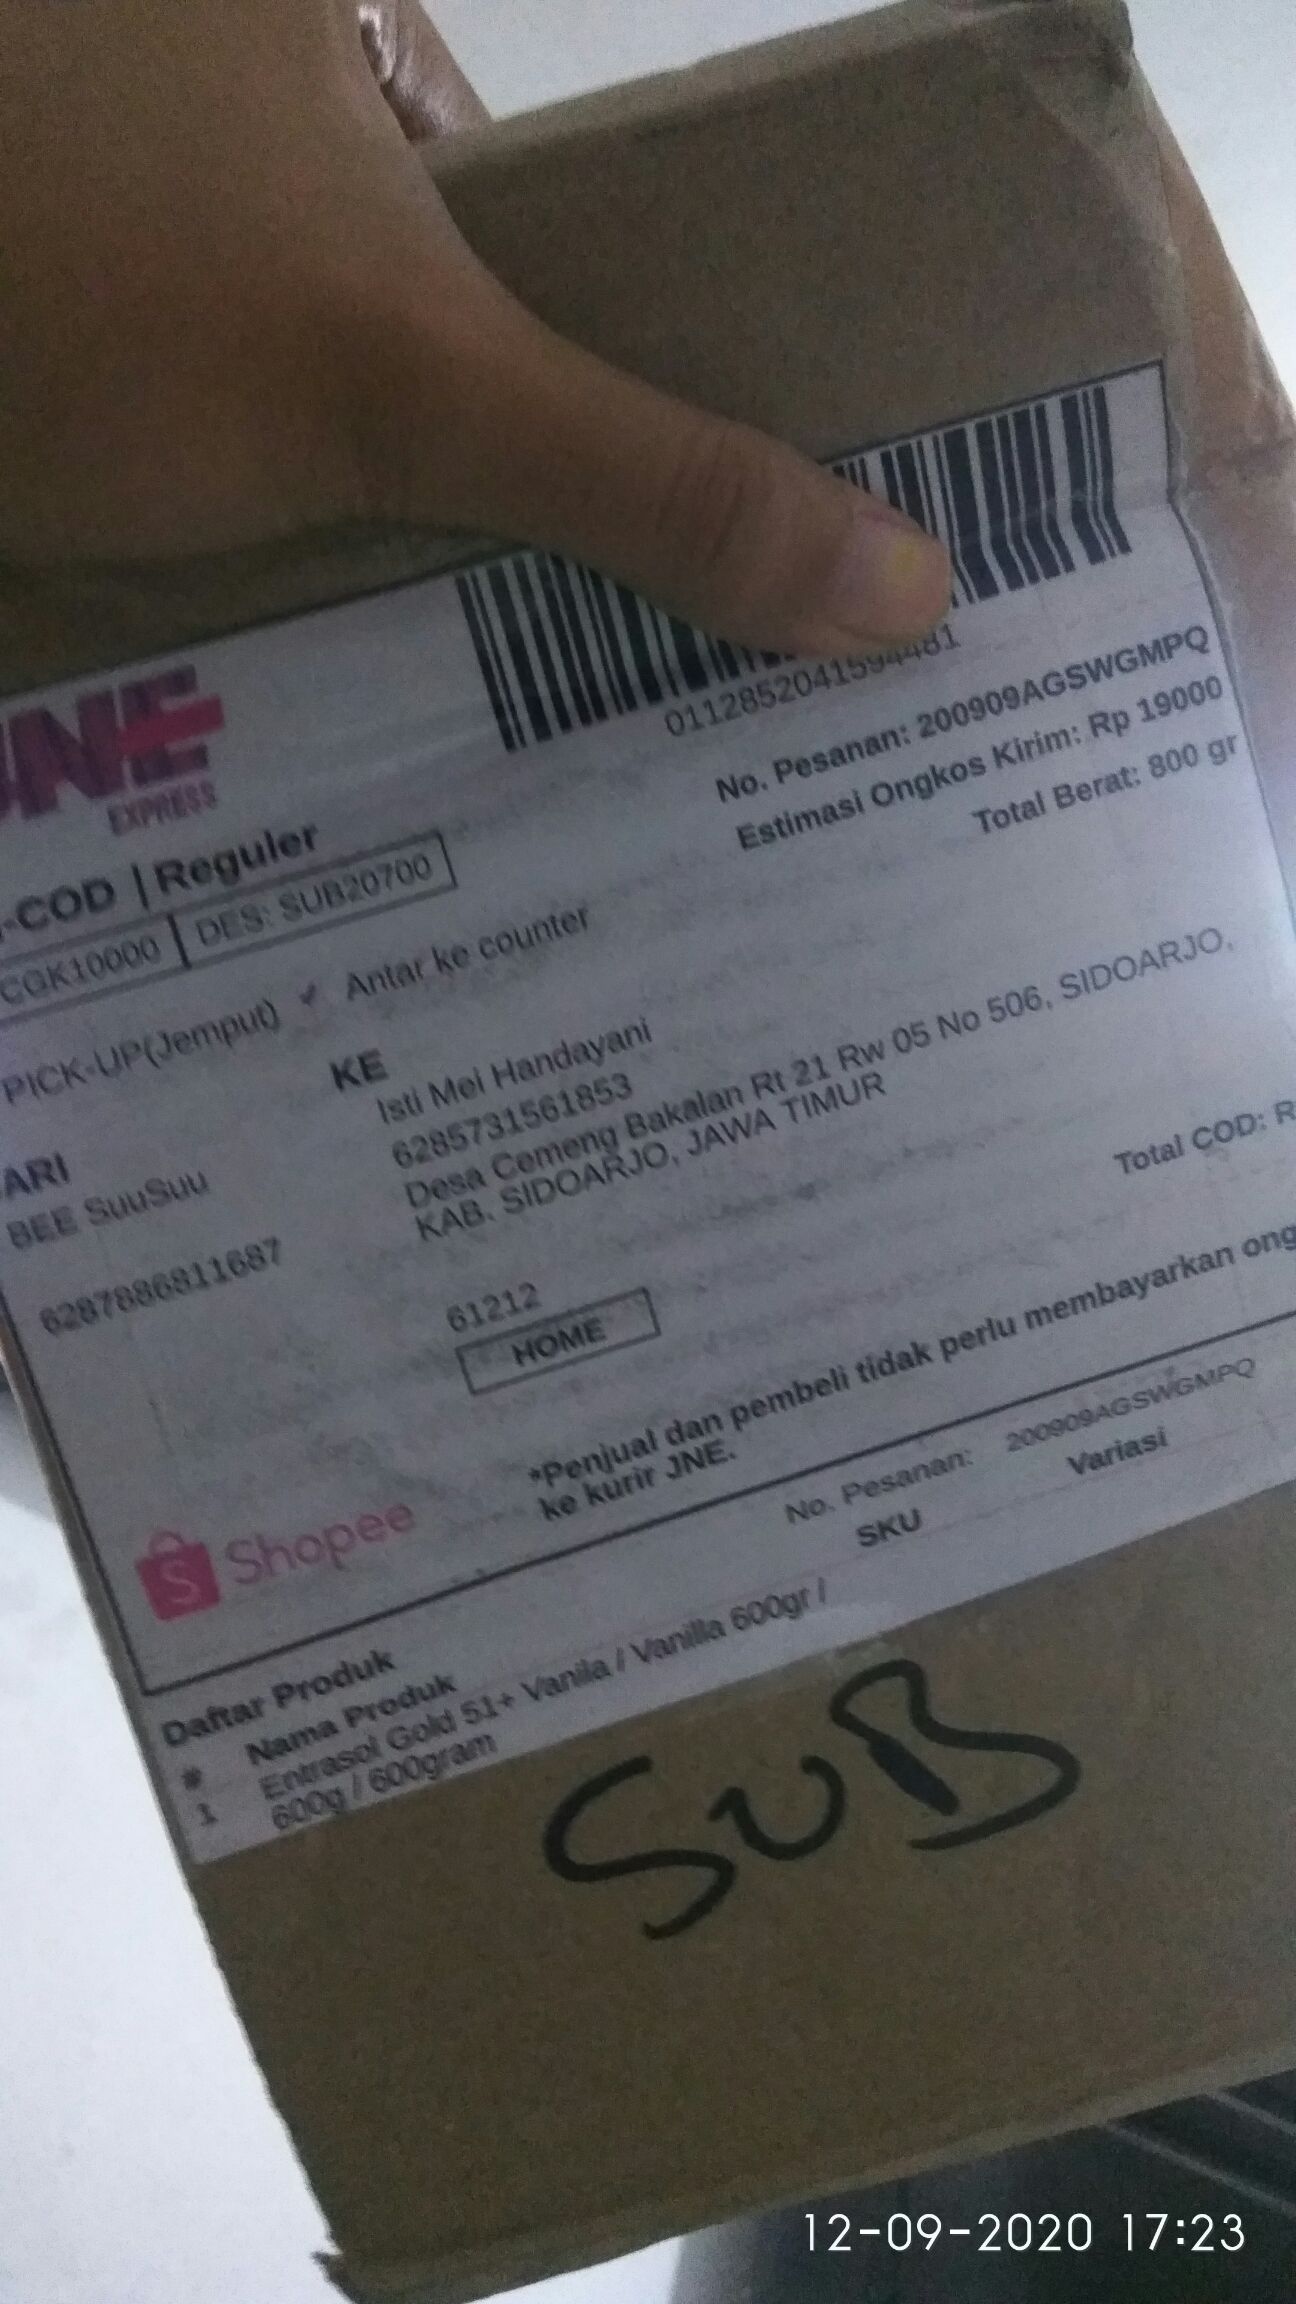 JNE
EXPRESS
0112852041594481
No. Pesanan: 200909AGSWGMPQ
Estimasi Ongkos Kirim: Rp 19000
Total Berat: 800 gr
-COD | Reguler
CGK10000 | DES: SUB20700
PICK-UP(Jemput) ✓ Antar ke counter
ARI
BEE SuuSuu
6287886811687
KE
Isti Mei Handayani
6285731561853
Desa Cemeng Bakalan Rt 21 Rw 05 No 506, SIDOARJO,
KAB. SIDOARJO, JAWA TIMUR
61212
HOME
Total COD: R
*Penjual dan pembeli tidak perlu membayarkan ong
ke kurir JNE.
Shopee
No. Pesanan: 200909AGSWGMPQ
Daftar Produk
# Nama Produk SKU Variasi
1 Entrasol Gold 51+ Vanila / Vanilla 600gr /
600g / 600gram
SUB
12-09-2020 17:23